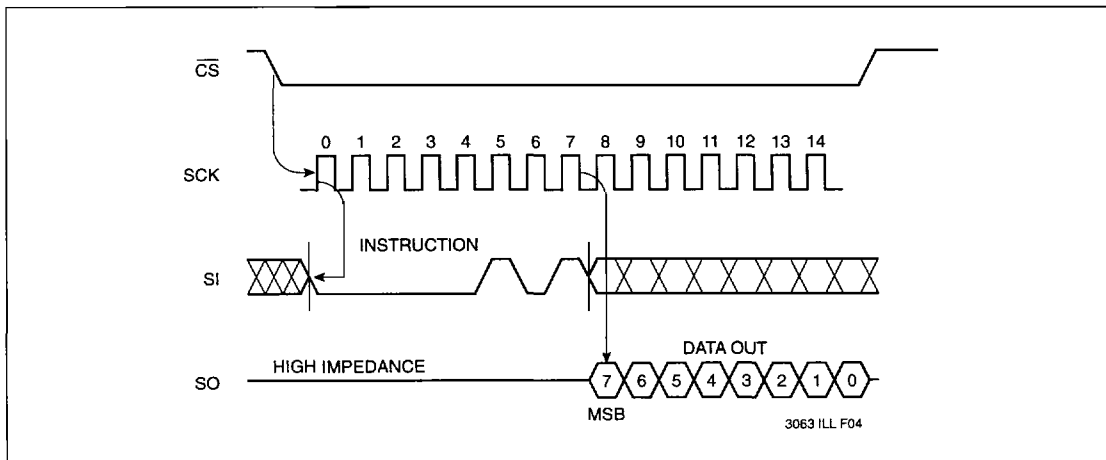 CS
0 1 2 3 4 5 6 7 8 9 10 11 12 13 14
SCK
INSTRUCTION
SI
DATA OUT
HIGH IMPEDANCE
SO
7 6 5 4 3 2 1 0
MSB
3063 ILL F04